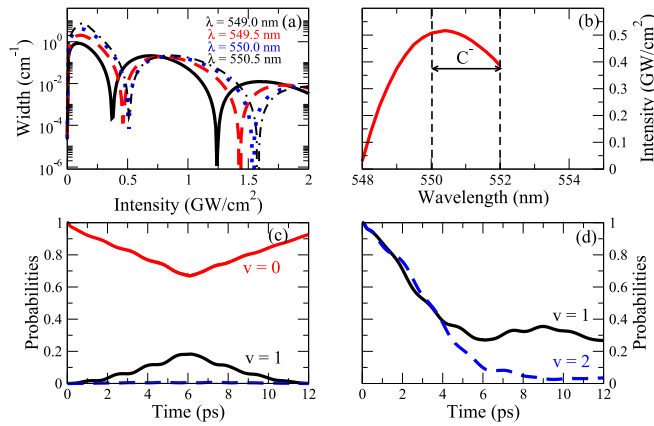 (a)
λ = 549.0 nm
λ = 549.5 nm
λ = 550.0 nm
λ = 550.5 nm
10⁰
10⁻²
10⁻⁴
10⁻⁶
Width (cm⁻¹)
0 0.5 1 1.5 2
Intensity (GW/cm²)
(b)
C⁻
0.5
0.4
0.3
0.2
0.1
0
Intensity (GW/cm²)
548 550 552 554
Wavelength (nm)
(c)
1
0.8
0.6
0.4
0.2
0
Probabilities
v = 0
v = 1
0 2 4 6 8 10 12
Time (ps)
(d)
1
0.8
0.6
0.4
0.2
0
Probabilities
v = 1
v = 2
0 2 4 6 8 10 12
Time (ps)